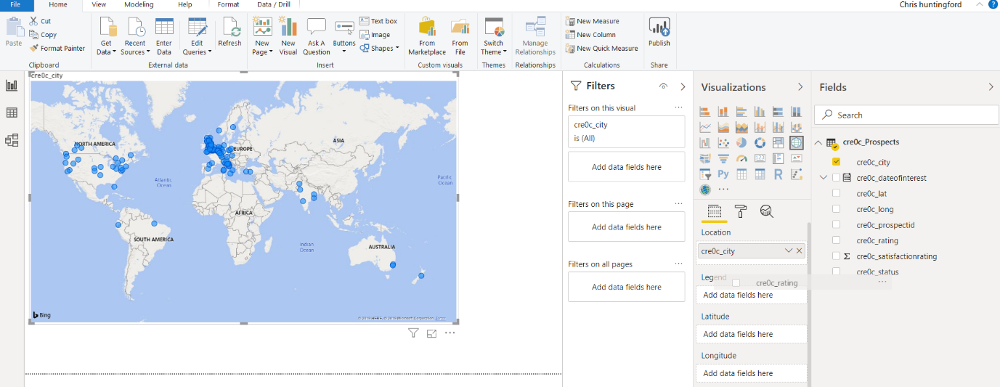 File Home View Modeling Help Format Data / Drill Chris huntingford ?
Paste
Cut
Copy
Format Painter
Clipboard
Get Data
Recent Sources
Enter Data
Edit Queries
Refresh
External data
New Page
New Visual
Ask A Question
Buttons
Text box
Image
Shapes
Insert
From Marketplace
From File
Custom visuals
Switch Theme
Themes
Manage Relationships
Relationships
New Measure
New Column
New Quick Measure
Calculations
Publish
Share
cre0c_city
NORTH AMERICA
EUROPE
ASIA
Atlantic
Ocean
Pacific
Ocean
AFRICA
SOUTH AMERICA
Indian
Ocean
AUSTRALIA
Bing
© 2019 HERE, © 2019 Microsoft Corporation Terms
Filters
Filters on this visual
cre0c_city
is (All)
Add data fields here
Filters on this page
Add data fields here
Filters on all pages
Add data fields here
Visualizations
123
Py
R
Location
cre0c_city
Legend
Add data fields here
Latitude
Add data fields here
Longitude
Add data fields here
Fields
Search
cre0c_Prospects
cre0c_city
cre0c_dateofinterest
cre0c_lat
cre0c_long
cre0c_prospectid
cre0c_rating
Σ cre0c_satisfactionrating
cre0c_status
cre0c_rating